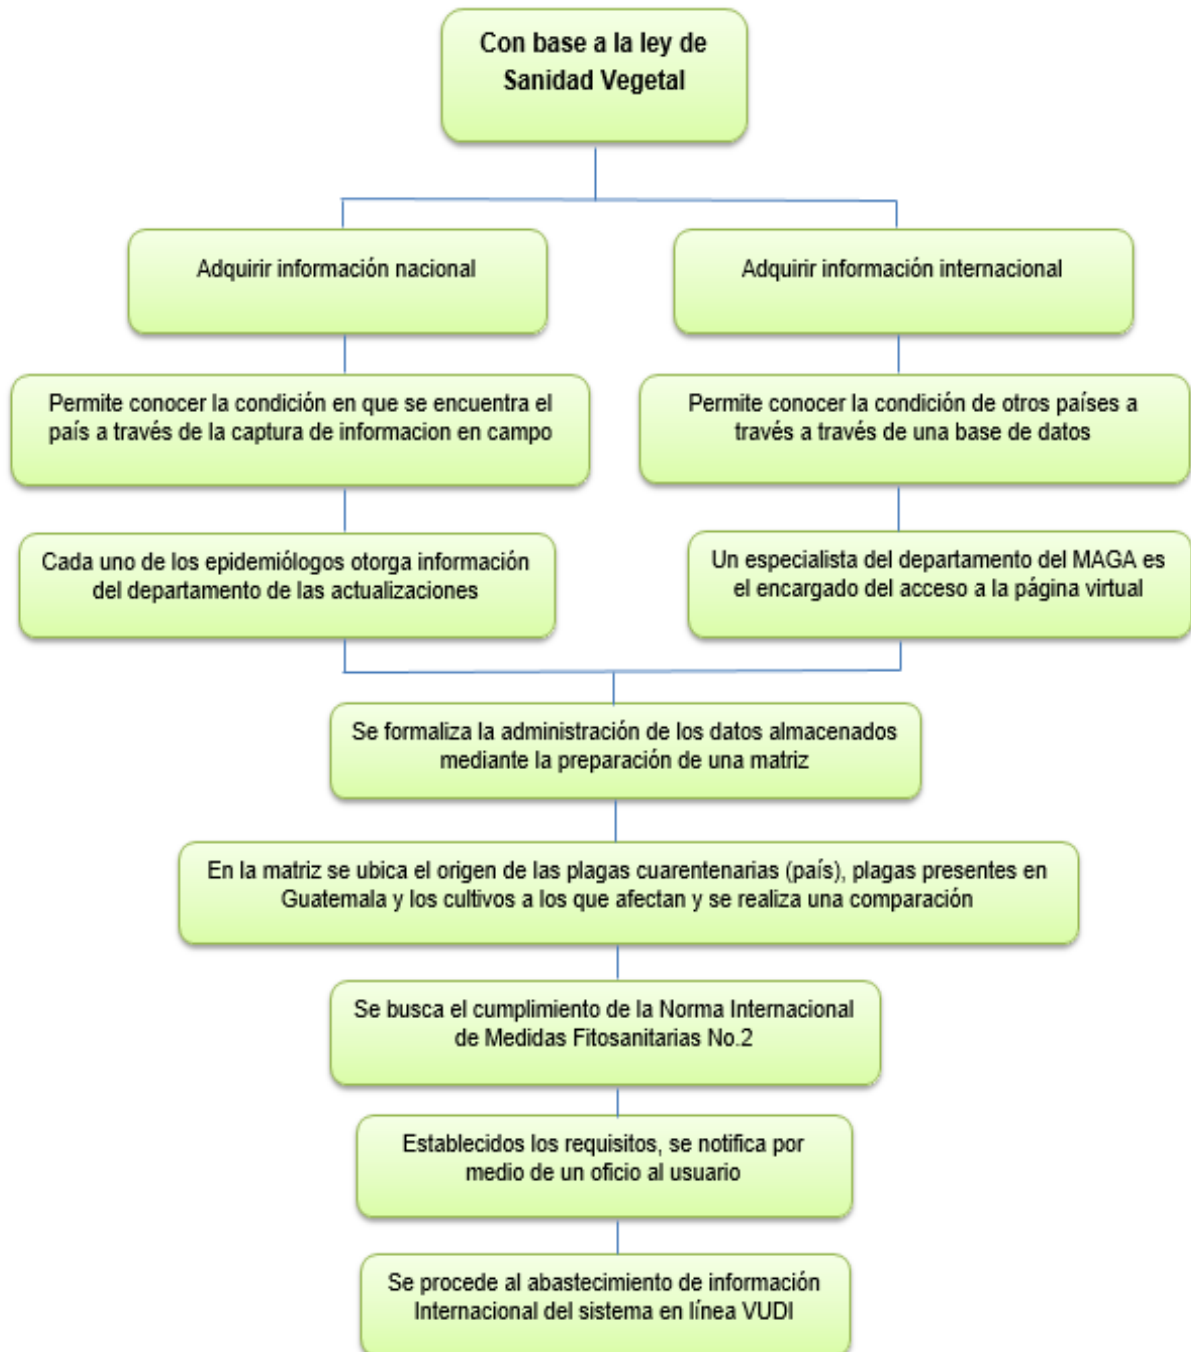 Con base a la ley de
Sanidad Vegetal
Adquirir información nacional
Adquirir información internacional
Permite conocer la condición en que se encuentra el
país a través de la captura de informacion en campo
Permite conocer la condición de otros países a
través a través de una base de datos
Cada uno de los epidemiólogos otorga información
del departamento de las actualizaciones
Un especialista del departamento del MAGA es
el encargado del acceso a la página virtual
Se formaliza la administración de los datos almacenados
mediante la preparación de una matriz
En la matriz se ubica el origen de las plagas cuarentenarias (país), plagas presentes en
Guatemala y los cultivos a los que afectan y se realiza una comparación
Se busca el cumplimiento de la Norma Internacional
de Medidas Fitosanitarias No.2
Establecidos los requisitos, se notifica por
medio de un oficio al usuario
Se procede al abastecimiento de información
Internacional del sistema en línea VUDI